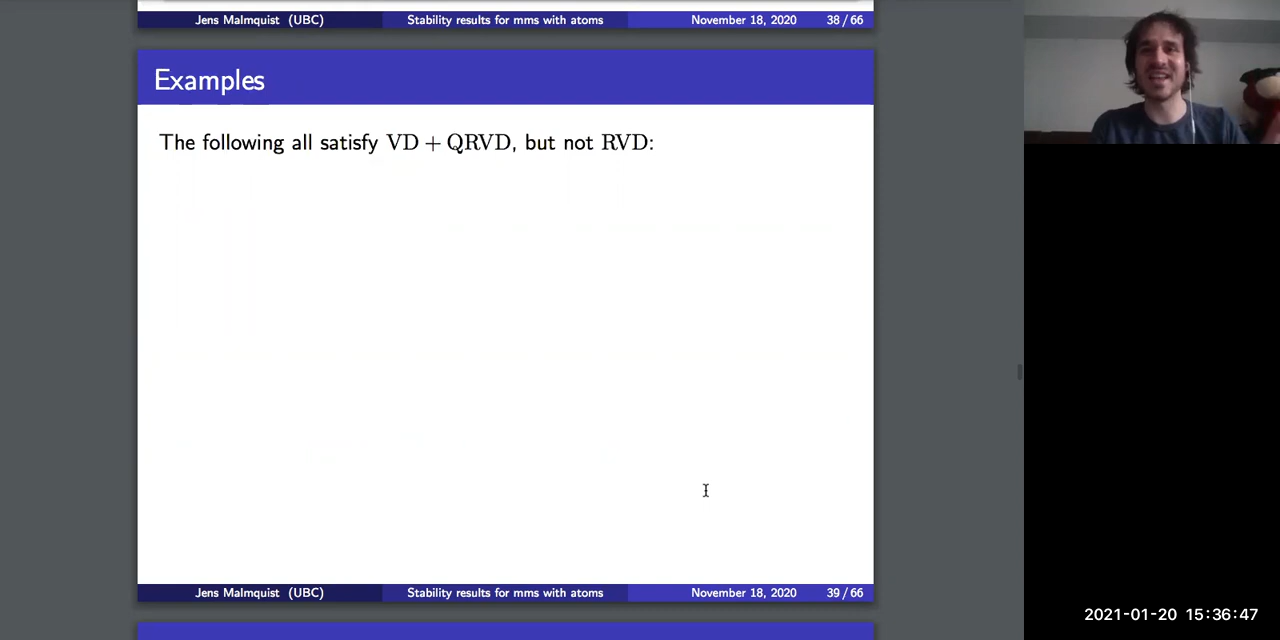 Jens Malmquist (UBC) Stability results for mms with atoms November 18, 2020 38 / 66
Examples
The following all satisfy VD + QRVD, but not RVD:
Jens Malmquist (UBC) Stability results for mms with atoms November 18, 2020 39 / 66
2021-01-20 15:36:47